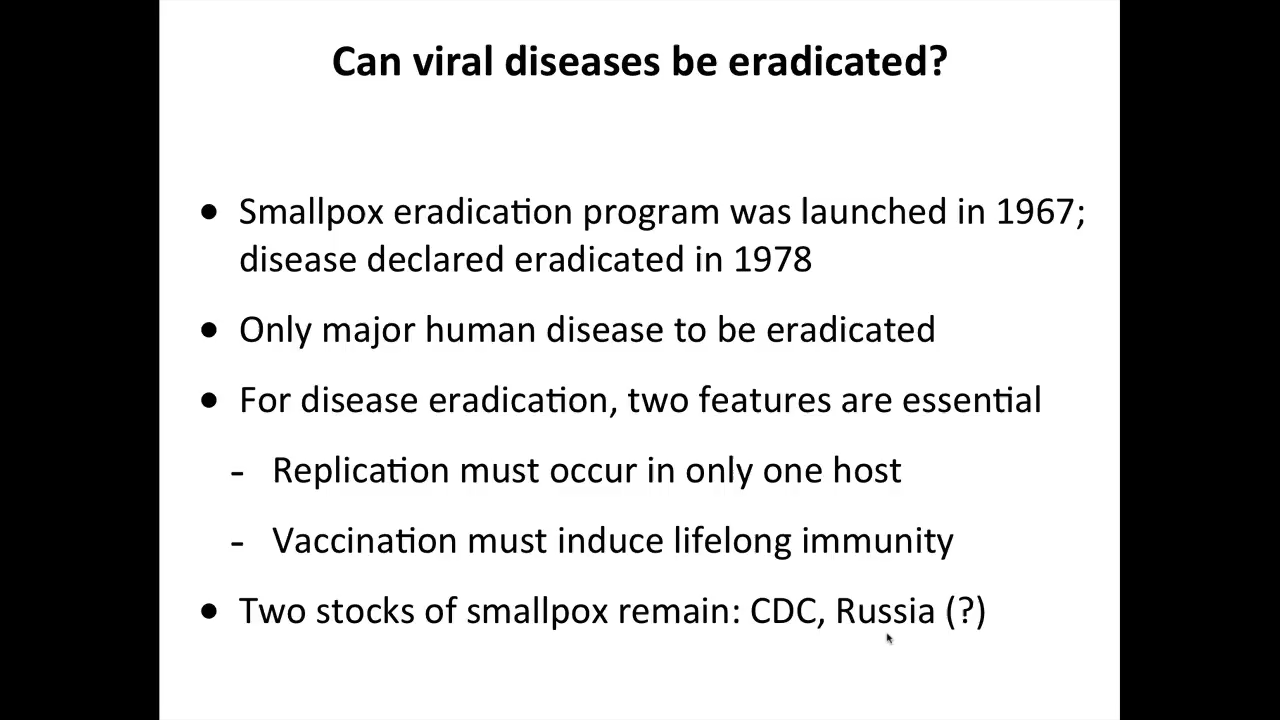 Can viral diseases be eradicated?
• Smallpox eradication program was launched in 1967;
disease declared eradicated in 1978
• Only major human disease to be eradicated
• For disease eradication, two features are essential
- Replication must occur in only one host
- Vaccination must induce lifelong immunity
• Two stocks of smallpox remain: CDC, Russia (?)